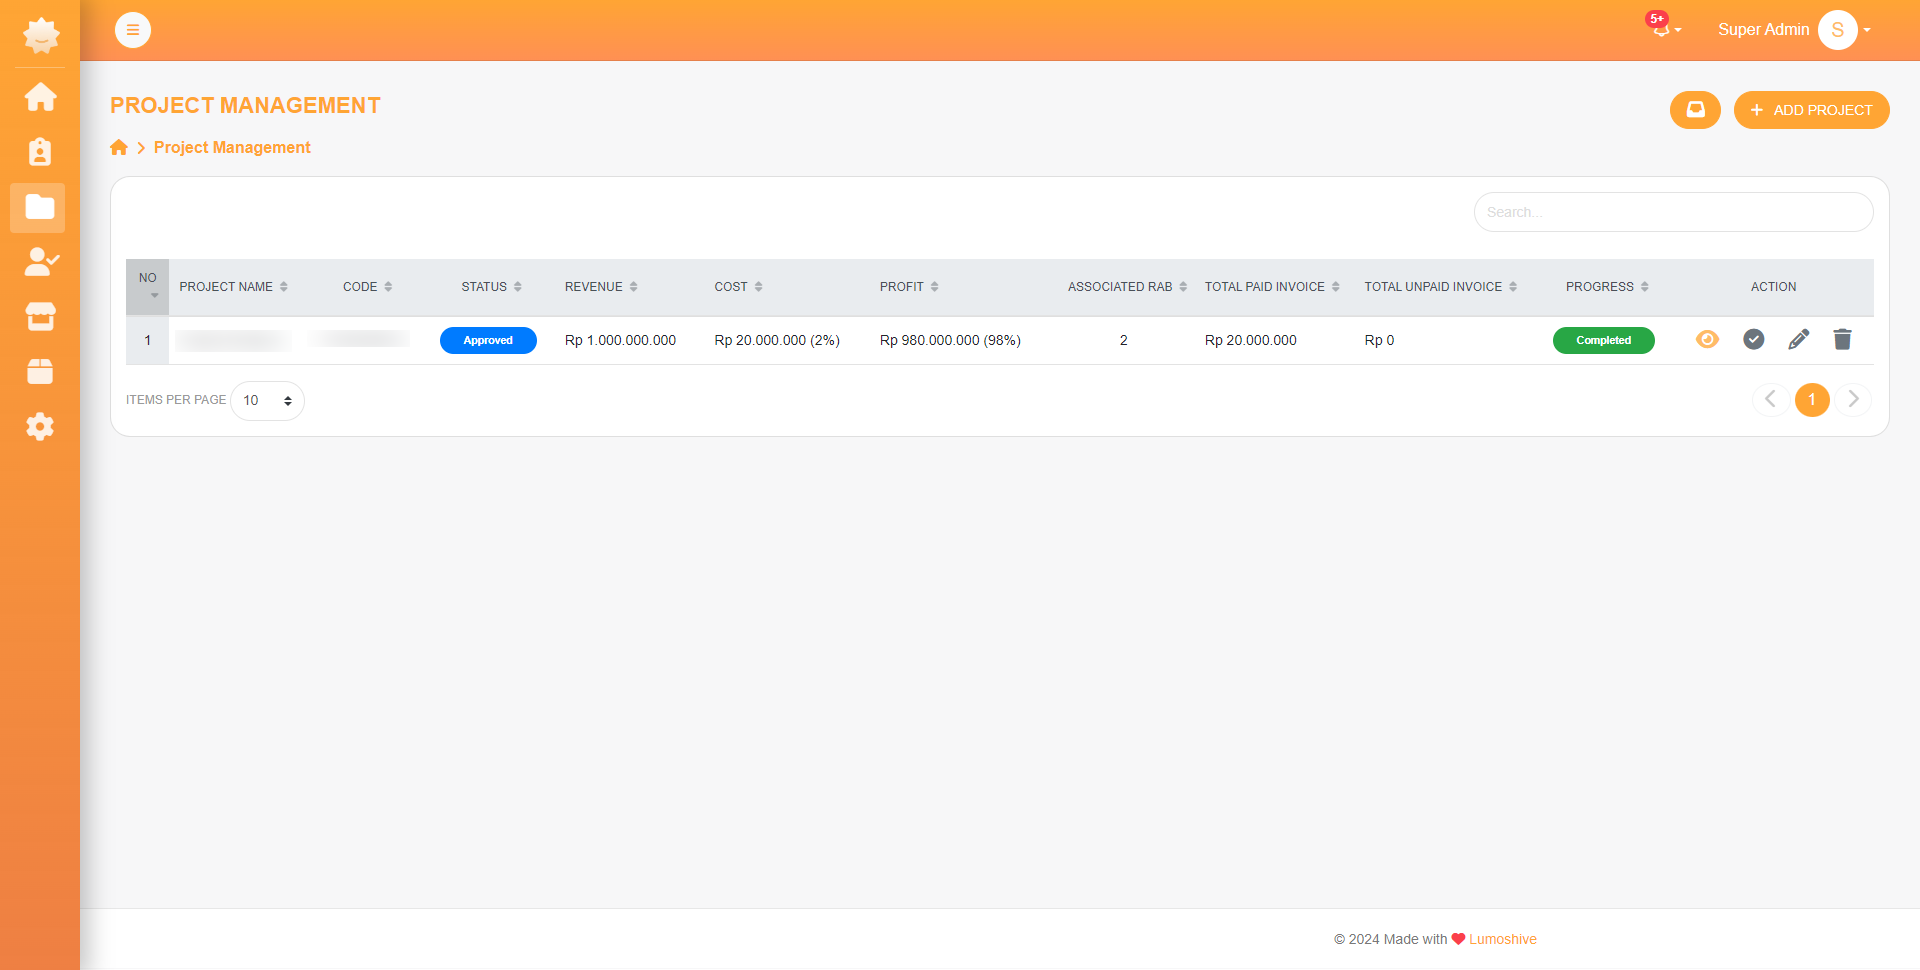 5+
Super Admin S
PROJECT MANAGEMENT
ADD PROJECT
Project Management
Search...
NO PROJECT NAME CODE STATUS REVENUE COST PROFIT ASSOCIATED RAB TOTAL PAID INVOICE TOTAL UNPAID INVOICE PROGRESS ACTION
1 Approved Rp 1.000.000.000 Rp 20.000.000 (2%) Rp 980.000.000 (98%) 2 Rp 20.000.000 Rp 0 Completed
ITEMS PER PAGE 10 1
© 2024 Made with Lumoshive